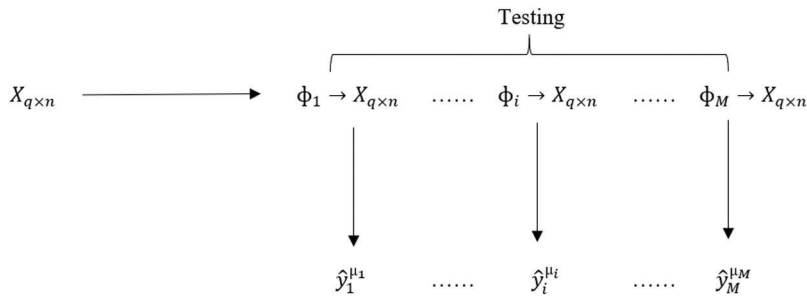 Testing
X_{q×n} ϕ_1 → X_{q×n} …… ϕ_i → X_{q×n} …… ϕ_M → X_{q×n}
ŷ_1^{μ_1} …… ŷ_i^{μ_i} …… ŷ_M^{μ_M}